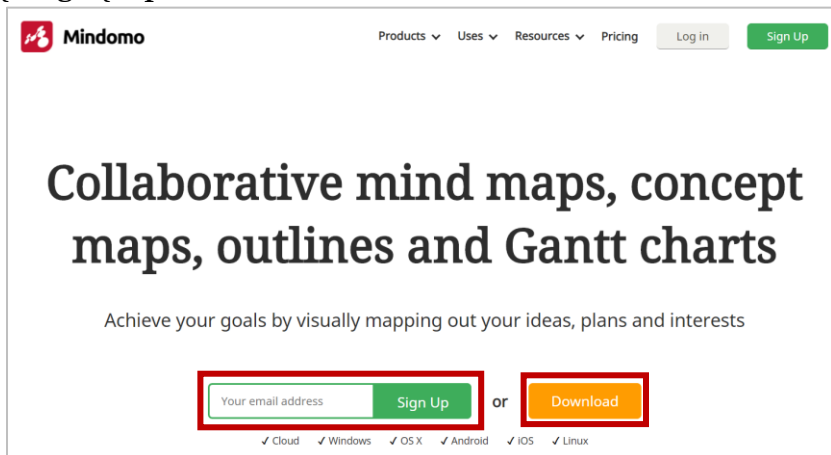 Mindomo Products Uses Resources Pricing Log in Sign Up
Collaborative mind maps, concept
maps, outlines and Gantt charts
Achieve your goals by visually mapping out your ideas, plans and interests
Your email address Sign Up or Download
✓ Cloud ✓ Windows ✓ OS X ✓ Android ✓ iOS ✓ Linux